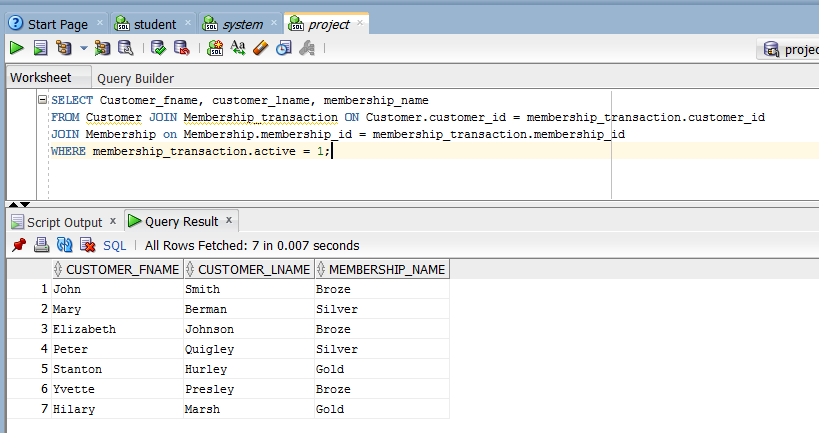 Start Page student system project
project
Worksheet Query Builder
SELECT Customer_fname, customer_lname, membership_name
FROM Customer JOIN Membership_transaction ON Customer.customer_id = membership_transaction.customer_id
JOIN Membership on Membership.membership_id = membership_transaction.membership_id
WHERE membership_transaction.active = 1;
Script Output x Query Result x
SQL | All Rows Fetched: 7 in 0.007 seconds
CUSTOMER_FNAME CUSTOMER_LNAME MEMBERSHIP_NAME
1 John Smith Broze
2 Mary Berman Silver
3 Elizabeth Johnson Broze
4 Peter Quigley Silver
5 Stanton Hurley Gold
6 Yvette Presley Broze
7 Hilary Marsh Gold